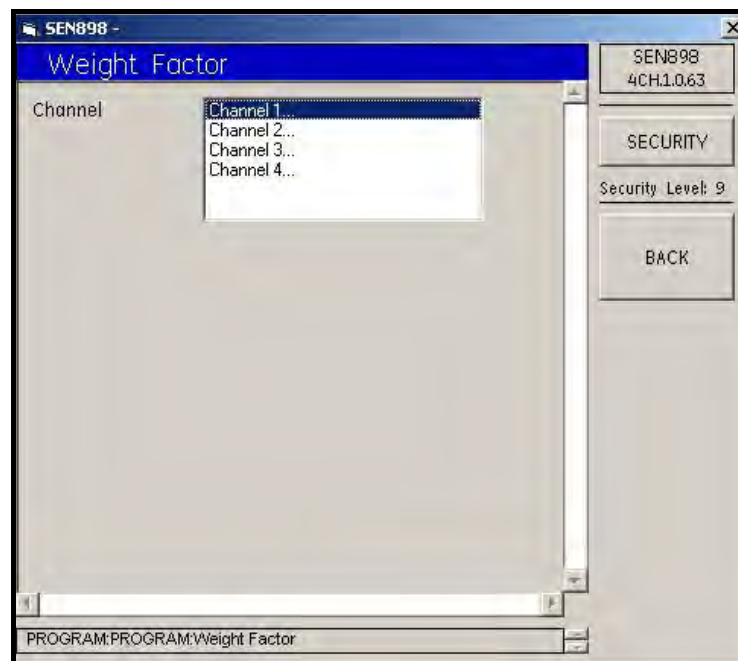 SEN898 -
Weight Factor
SEN898
4CH.1.0.63
Channel
Channel 1...
Channel 2...
Channel 3...
Channel 4...
SECURITY
Security Level: 9
BACK
PROGRAM:PROGRAM:Weight Factor